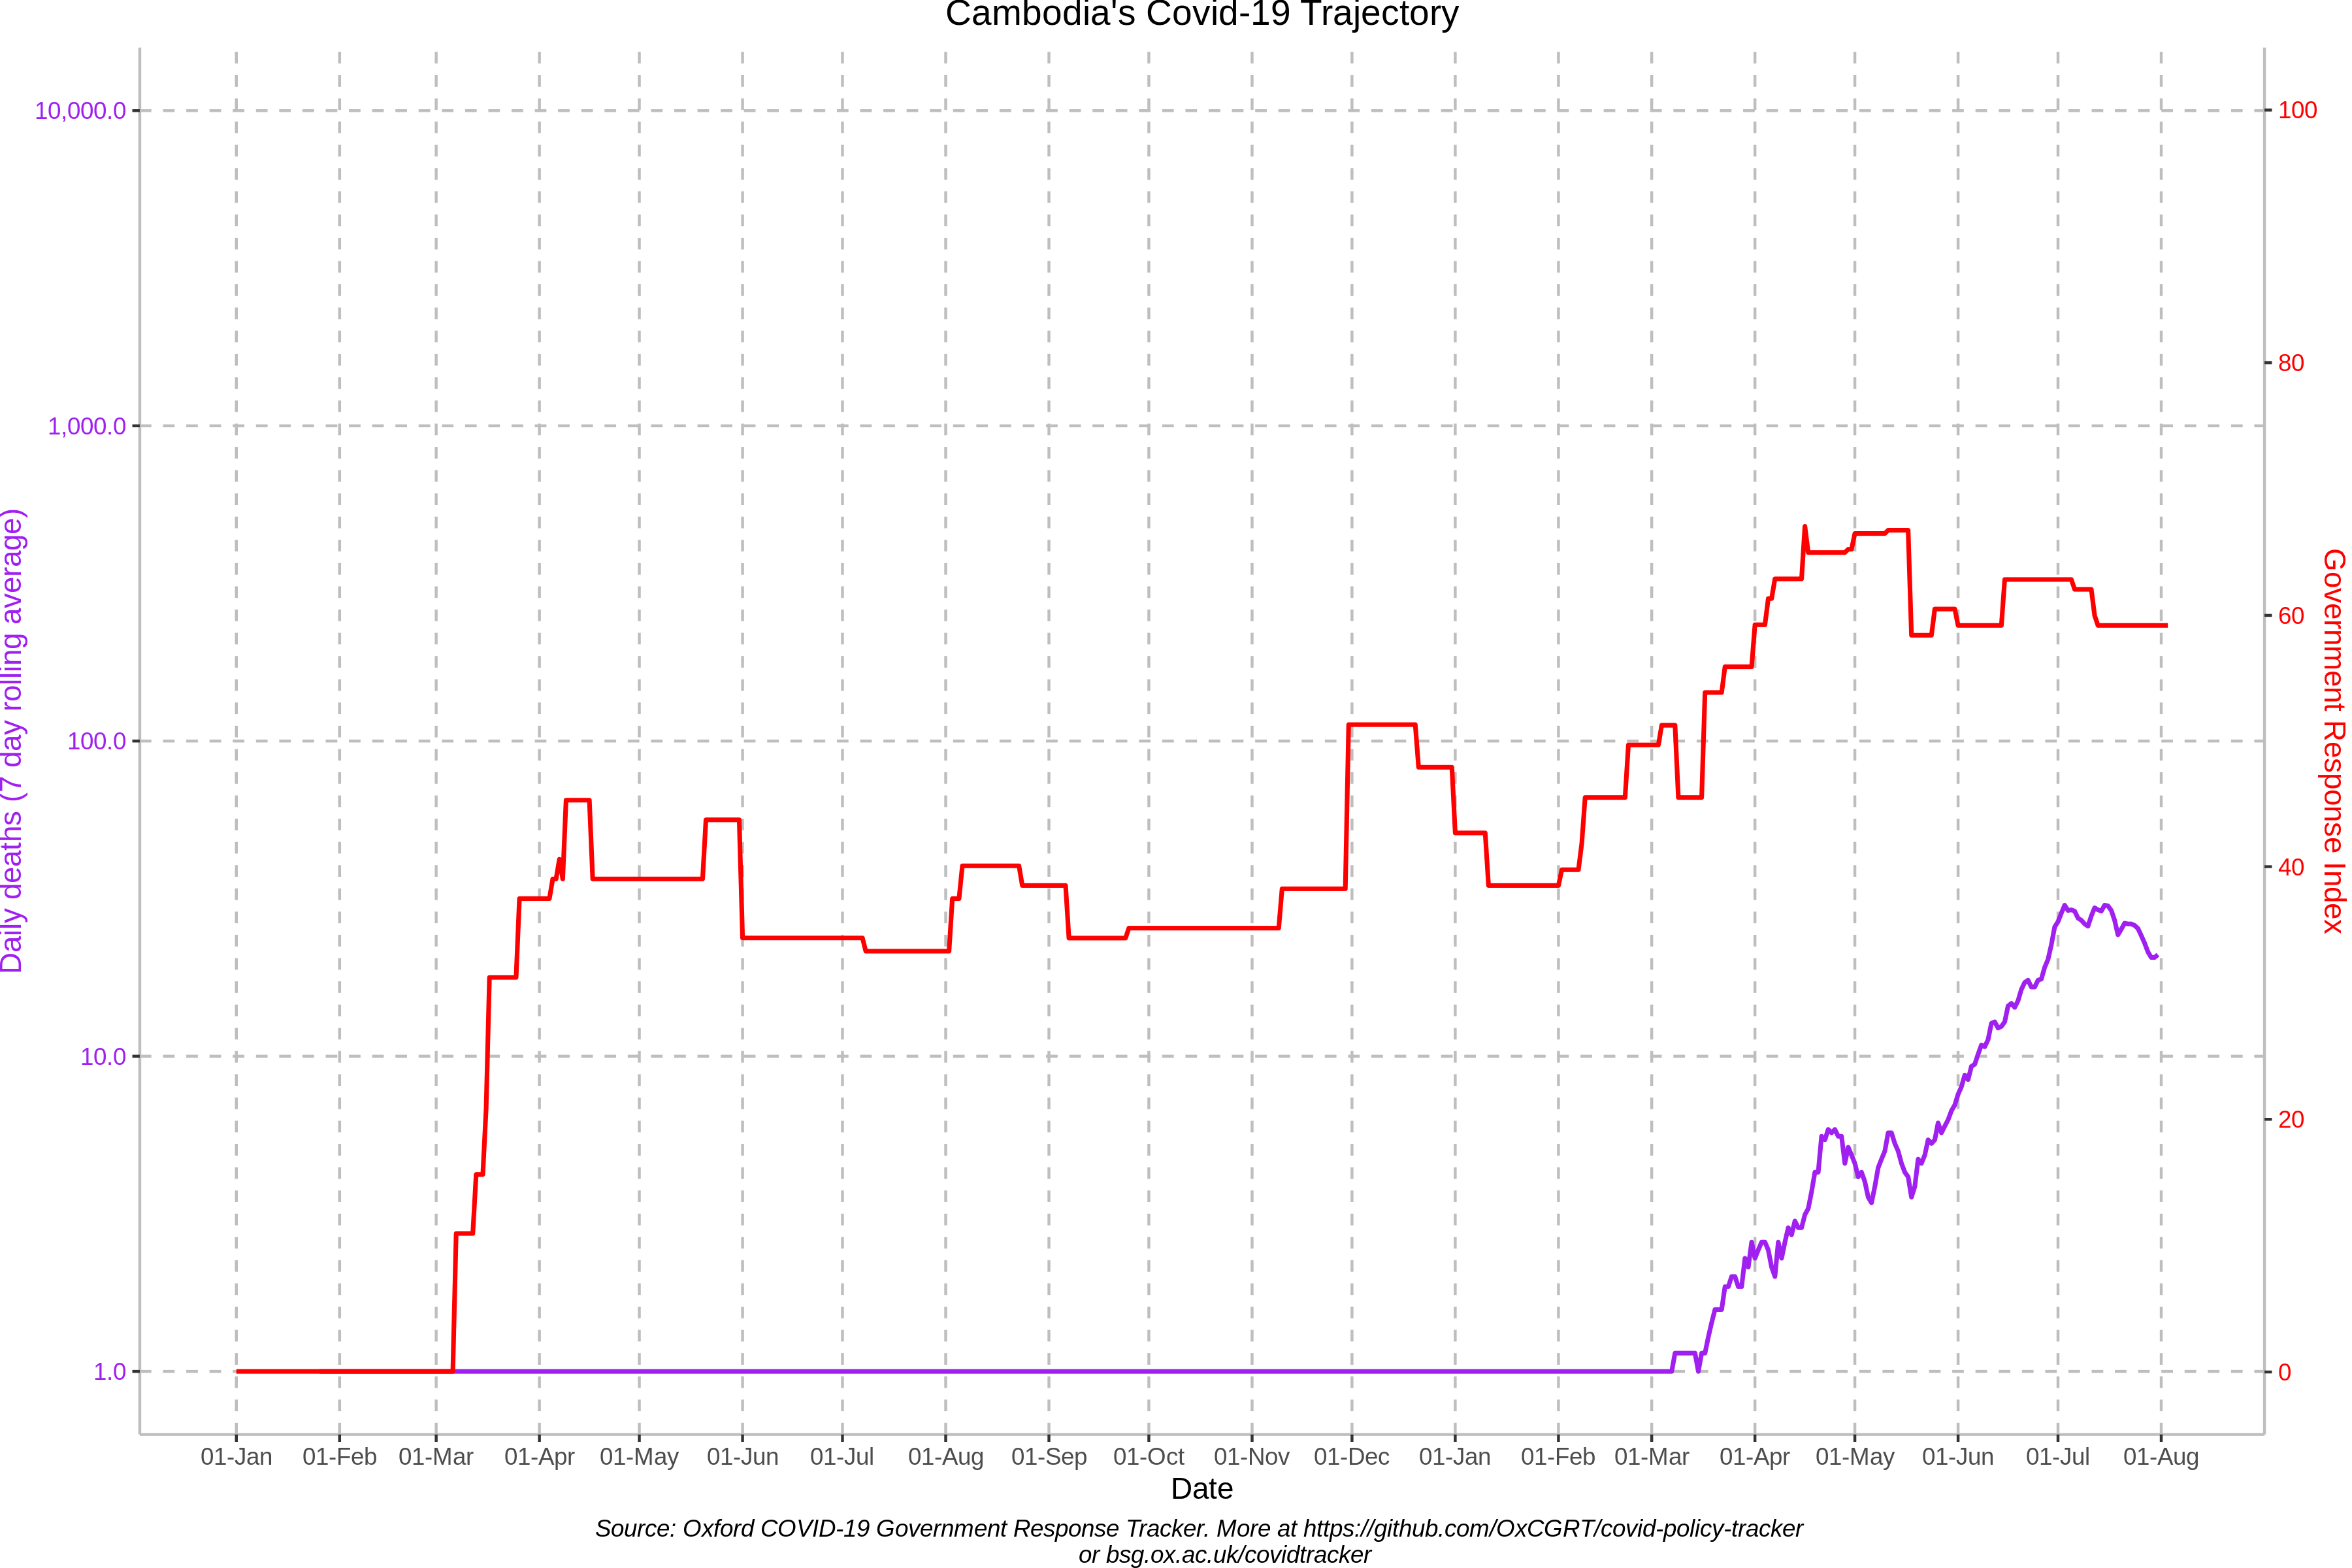 Cambodia's Covid-19 Trajectory
10,000.0
1,000.0
100.0
10.0
1.0
Daily deaths (7 day rolling average)
100
80
60
40
20
0
Government Response Index
01-Jan 01-Feb 01-Mar 01-Apr 01-May 01-Jun 01-Jul 01-Aug 01-Sep 01-Oct 01-Nov 01-Dec 01-Jan 01-Feb 01-Mar 01-Apr 01-May 01-Jun 01-Jul 01-Aug
Date
Source: Oxford COVID-19 Government Response Tracker. More at https://github.com/OxCGRT/covid-policy-tracker
or bsg.ox.ac.uk/covidtracker